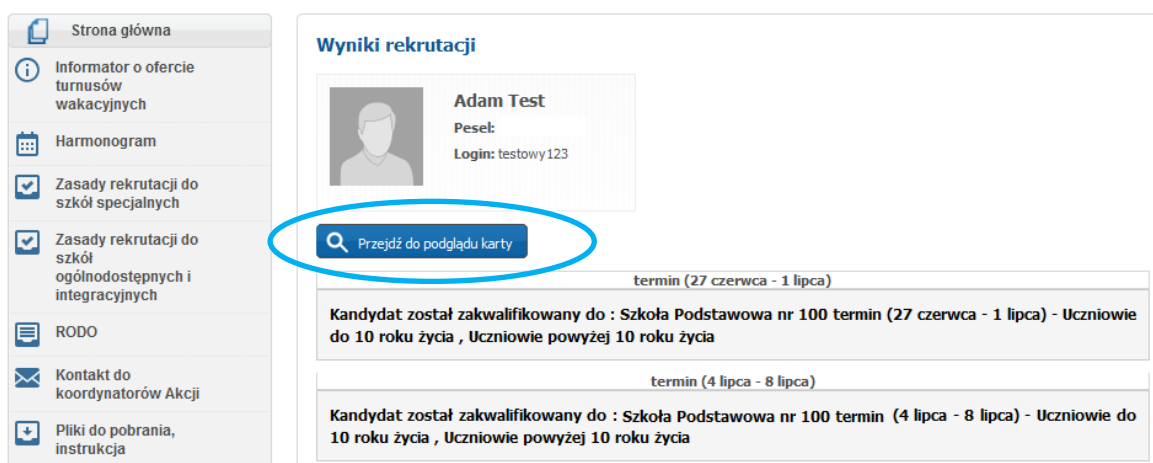 Strona główna
Informator o ofercie
turnusów
wakacyjnych
Harmonogram
Zasady rekrutacji do
szkół specjalnych
Zasady rekrutacji do
szkół
ogólnodostępnych i
integracyjnych
RODO
Kontakt do
koordynatorów Akcji
Pliki do pobrania,
instrukcja
Wyniki rekrutacji
Adam Test
Pesel:
Login: testowy123
Przejdź do podglądu karty
termin (27 czerwca - 1 lipca)
Kandydat został zakwalifikowany do : Szkoła Podstawowa nr 100 termin (27 czerwca - 1 lipca) - Uczniowie
do 10 roku życia , Uczniowie powyżej 10 roku życia
termin (4 lipca - 8 lipca)
Kandydat został zakwalifikowany do : Szkoła Podstawowa nr 100 termin (4 lipca - 8 lipca) - Uczniowie do
10 roku życia , Uczniowie powyżej 10 roku życia